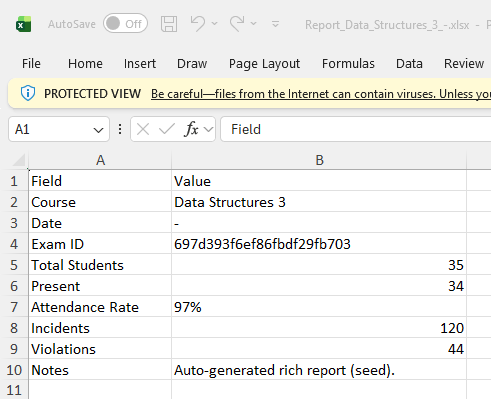 AutoSave Off Report_Data_Structures_3_-.xlsx - P
File Home Insert Draw Page Layout Formulas Data Review
PROTECTED VIEW Be careful—files from the Internet can contain viruses. Unless you
A1 fx Field
A B
1 Field Value
2 Course Data Structures 3
3 Date -
4 Exam ID 697d393f6ef86fbdf29fb703
5 Total Students 35
6 Present 34
7 Attendance Rate 97%
8 Incidents 120
9 Violations 44
10 Notes Auto-generated rich report (seed).
11